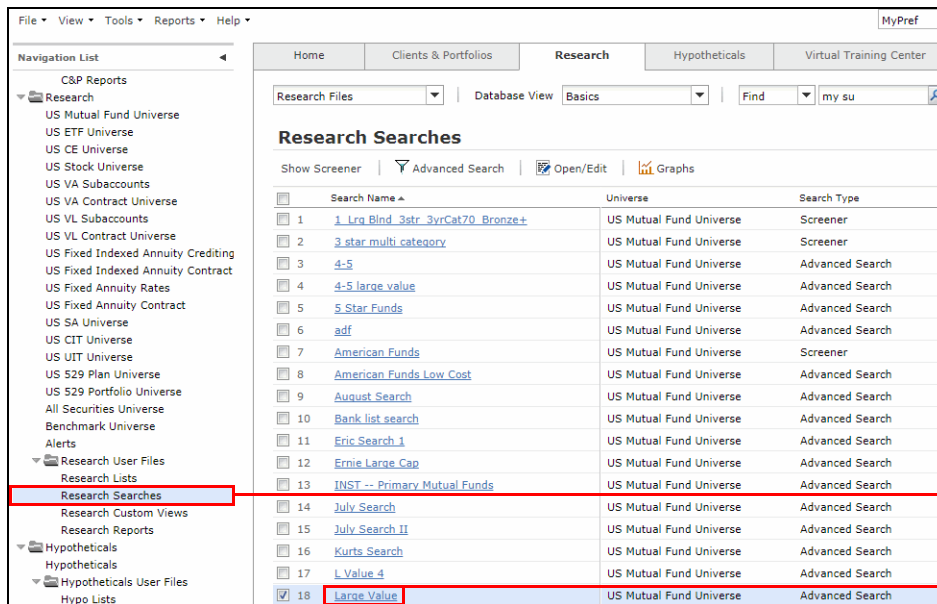 File View Tools Reports Help MyPref
Navigation List
C&P Reports
Research
US Mutual Fund Universe
US ETF Universe
US CE Universe
US Stock Universe
US VA Subaccounts
US VA Contract Universe
US VL Subaccounts
US VL Contract Universe
US Fixed Indexed Annuity Crediting
US Fixed Indexed Annuity Contract
US Fixed Annuity Rates
US Fixed Annuity Contract
US SA Universe
US CIT Universe
US UIT Universe
US 529 Plan Universe
US 529 Portfolio Universe
All Securities Universe
Benchmark Universe
Alerts
Research User Files
Research Lists
Research Searches
Research Custom Views
Research Reports
Hypotheticals
Hypotheticals
Hypotheticals User Files
Hypo Lists
Home Clients & Portfolios Research Hypotheticals Virtual Training Center
Research Files Database View Basics Find my su
Research Searches
Show Screener Advanced Search Open/Edit Graphs
Search Name Universe Search Type
1 1_Lrg Blnd_3str_3yrCat70_Bronze+ US Mutual Fund Universe Screener
2 3 star multi category US Mutual Fund Universe Screener
3 4-5 US Mutual Fund Universe Advanced Search
4 4-5 large value US Mutual Fund Universe Advanced Search
5 5 Star Funds US Mutual Fund Universe Advanced Search
6 adf US Mutual Fund Universe Advanced Search
7 American Funds US Mutual Fund Universe Screener
8 American Funds Low Cost US Mutual Fund Universe Advanced Search
9 August Search US Mutual Fund Universe Advanced Search
10 Bank list search US Mutual Fund Universe Advanced Search
11 Eric Search 1 US Mutual Fund Universe Advanced Search
12 Ernie Large Cap US Mutual Fund Universe Advanced Search
13 INST -- Primary Mutual Funds US Mutual Fund Universe Advanced Search
14 July Search US Mutual Fund Universe Advanced Search
15 July Search II US Mutual Fund Universe Advanced Search
16 Kurts Search US Mutual Fund Universe Advanced Search
17 L Value 4 US Mutual Fund Universe Advanced Search
18 Large Value US Mutual Fund Universe Advanced Search